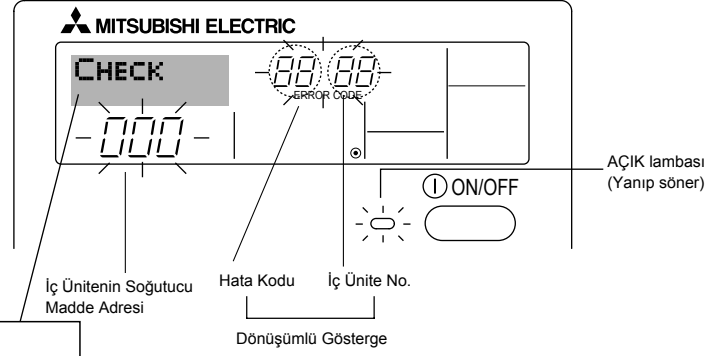 MITSUBISHI ELECTRIC
CHECK
88 88
ERROR CODE
000
ON/OFF
AÇIK lambası
(Yanıp söner)
İç Ünitenin Soğutucu
Madde Adresi
Hata Kodu
İç Ünite No.
Dönüşümlü Gösterge